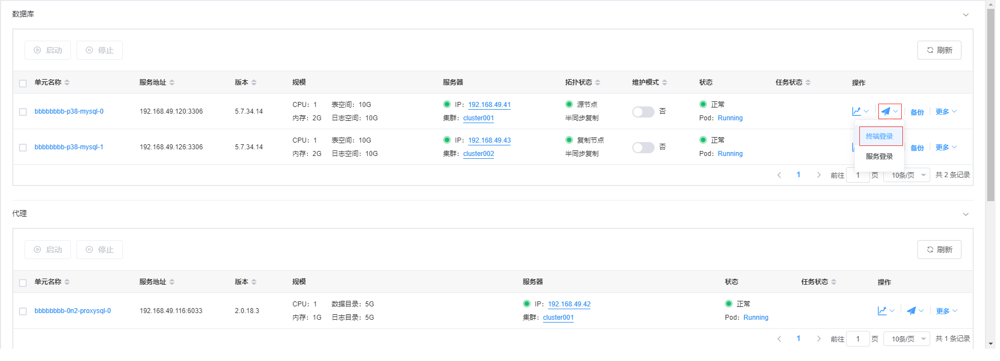 数据库
启动 停止 刷新
单元名称 服务地址 版本 规模 服务器 拓扑状态 维护模式 状态 任务状态 操作
bbbbbbbb-p38-mysql-0 192.168.49.120:3306 5.7.34.14 CPU：1 表空间：10G IP：192.168.49.41 源节点 否 正常 备份 更多
内存：2G 日志空间：10G 集群：cluster001 半同步复制 Pod：Running
终端登录
bbbbbbbb-p38-mysql-1 192.168.49.126:3306 5.7.34.14 CPU：1 表空间：10G IP：192.168.49.43 复制节点 否 正常 备份 更多
内存：2G 日志空间：10G 集群：cluster002 半同步复制 Pod：Running
服务登录
1 前往 1 页 10条/页 共 2 条记录
代理
启动 停止 刷新
单元名称 服务地址 版本 规模 服务器 状态 任务状态 操作
bbbbbbbb-0n2-proxysql-0 192.168.49.116:6033 2.0.18.3 CPU：1 数据目录：5G IP：192.168.49.42 正常 更多
内存：1G 日志目录：5G 集群：cluster001 Pod：Running
1 前往 1 页 10条/页 共 1 条记录